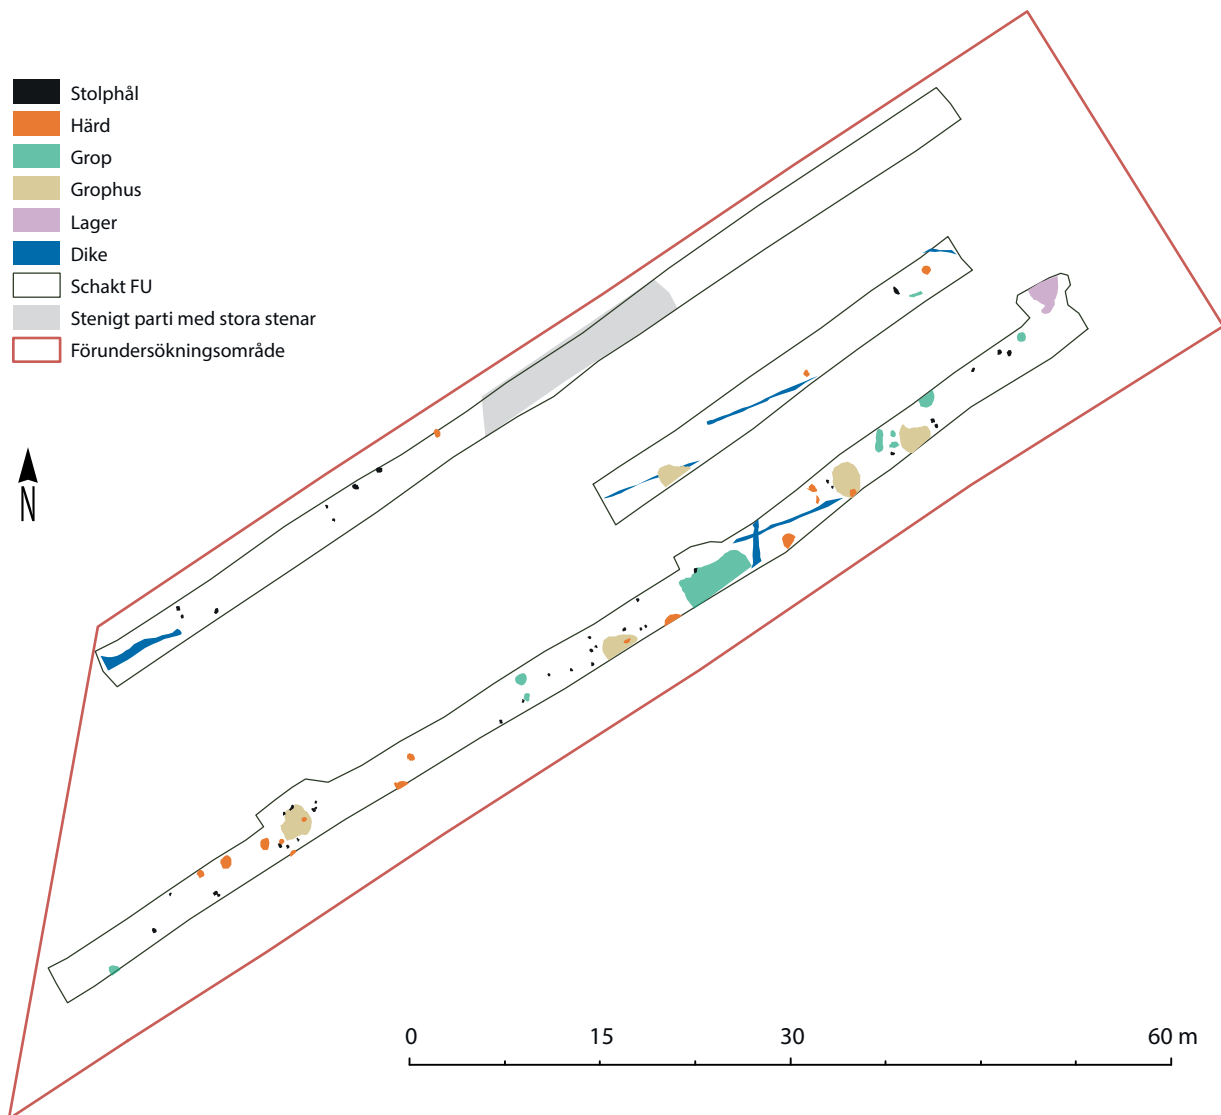 Stolphål
Härd
Grop
Grophus
Lager
Dike
Schakt FU
Stenigt parti med stora stenar
Förundersökningsområde
N
0 15 30 60 m